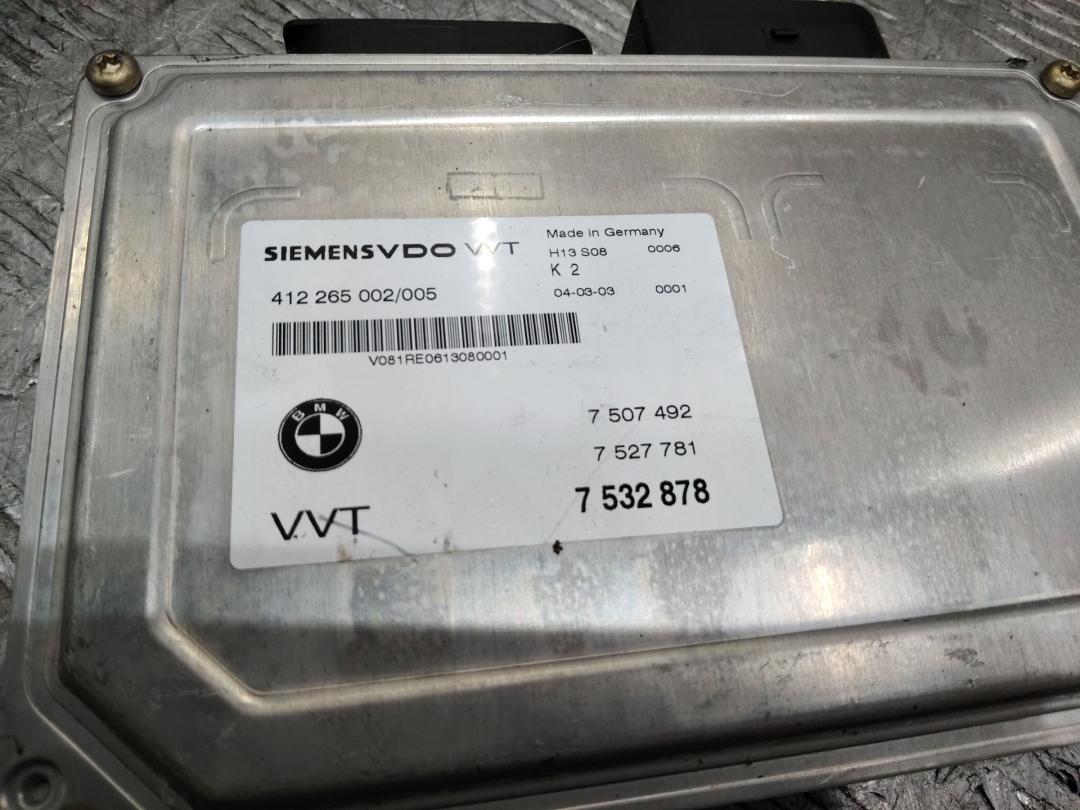 SIEMENSVDO VVT
Made in Germany
H13 S08 0006
K 2
412 265 002/005
04-03-03 0001
V081RE0613080001
BMW
7 507 492
7 527 781
7 532 878
VVT